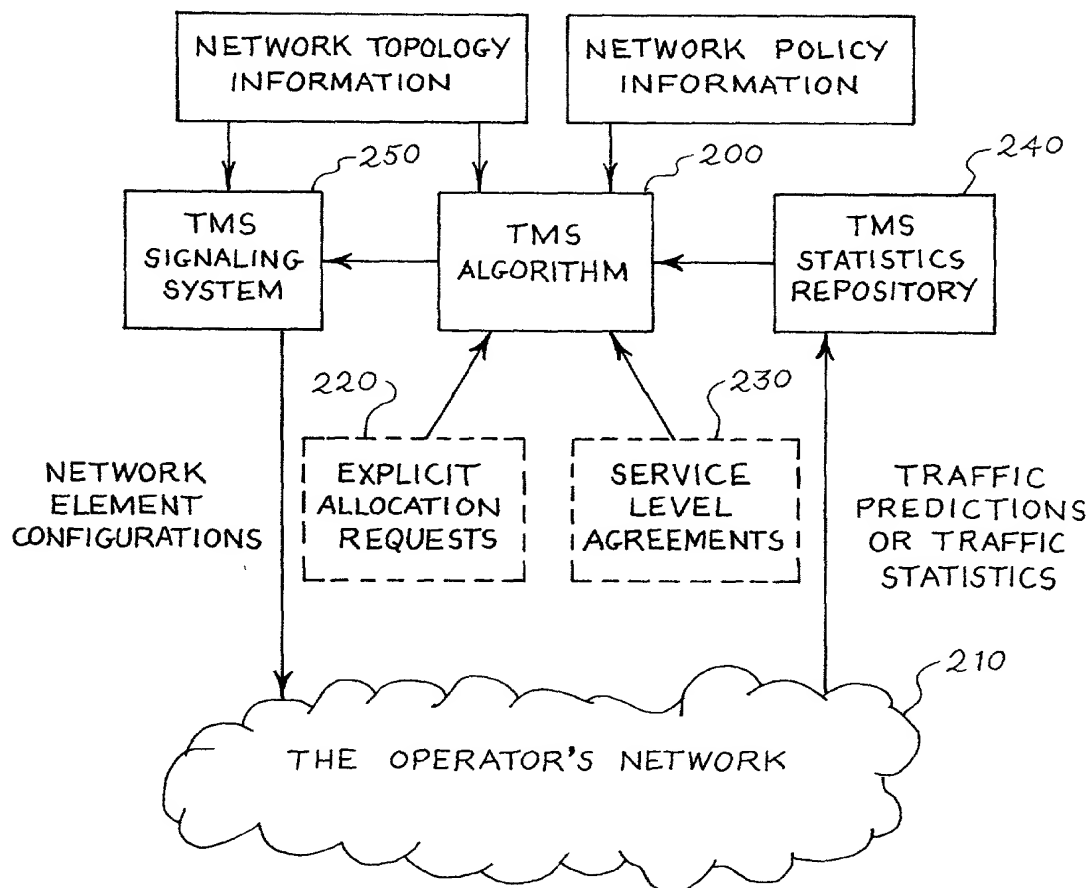 NETWORK TOPOLOGY
INFORMATION
NETWORK POLICY
INFORMATION
250
200
240
TMS
SIGNALING
SYSTEM
TMS
ALGORITHM
TMS
STATISTICS
REPOSITORY
220
230
EXPLICIT
ALLOCATION
REQUESTS
SERVICE
LEVEL
AGREEMENTS
NETWORK
ELEMENT
CONFIGURATIONS
TRAFFIC
PREDICTIONS
OR TRAFFIC
STATISTICS
210
THE OPERATOR'S NETWORK